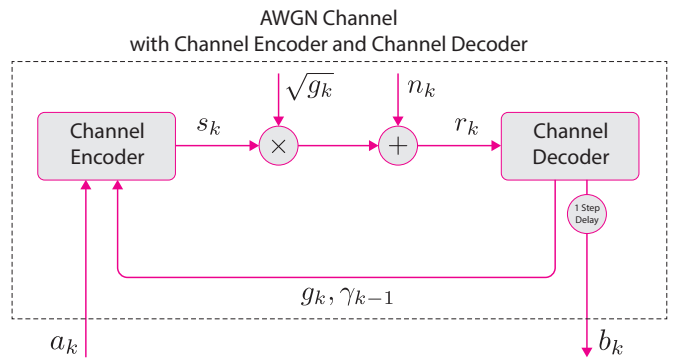 AWGN Channel
with Channel Encoder and Channel Decoder
√g_k
n_k
Channel
Encoder
s_k
×
+
r_k
Channel
Decoder
1 Step
Delay
g_k, γ_{k−1}
a_k
b_k